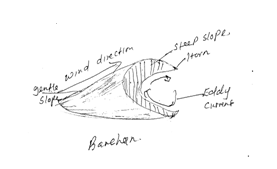 wind direction
Steep slope
Horn
gentle
slope
Eddy
current
Barchan.